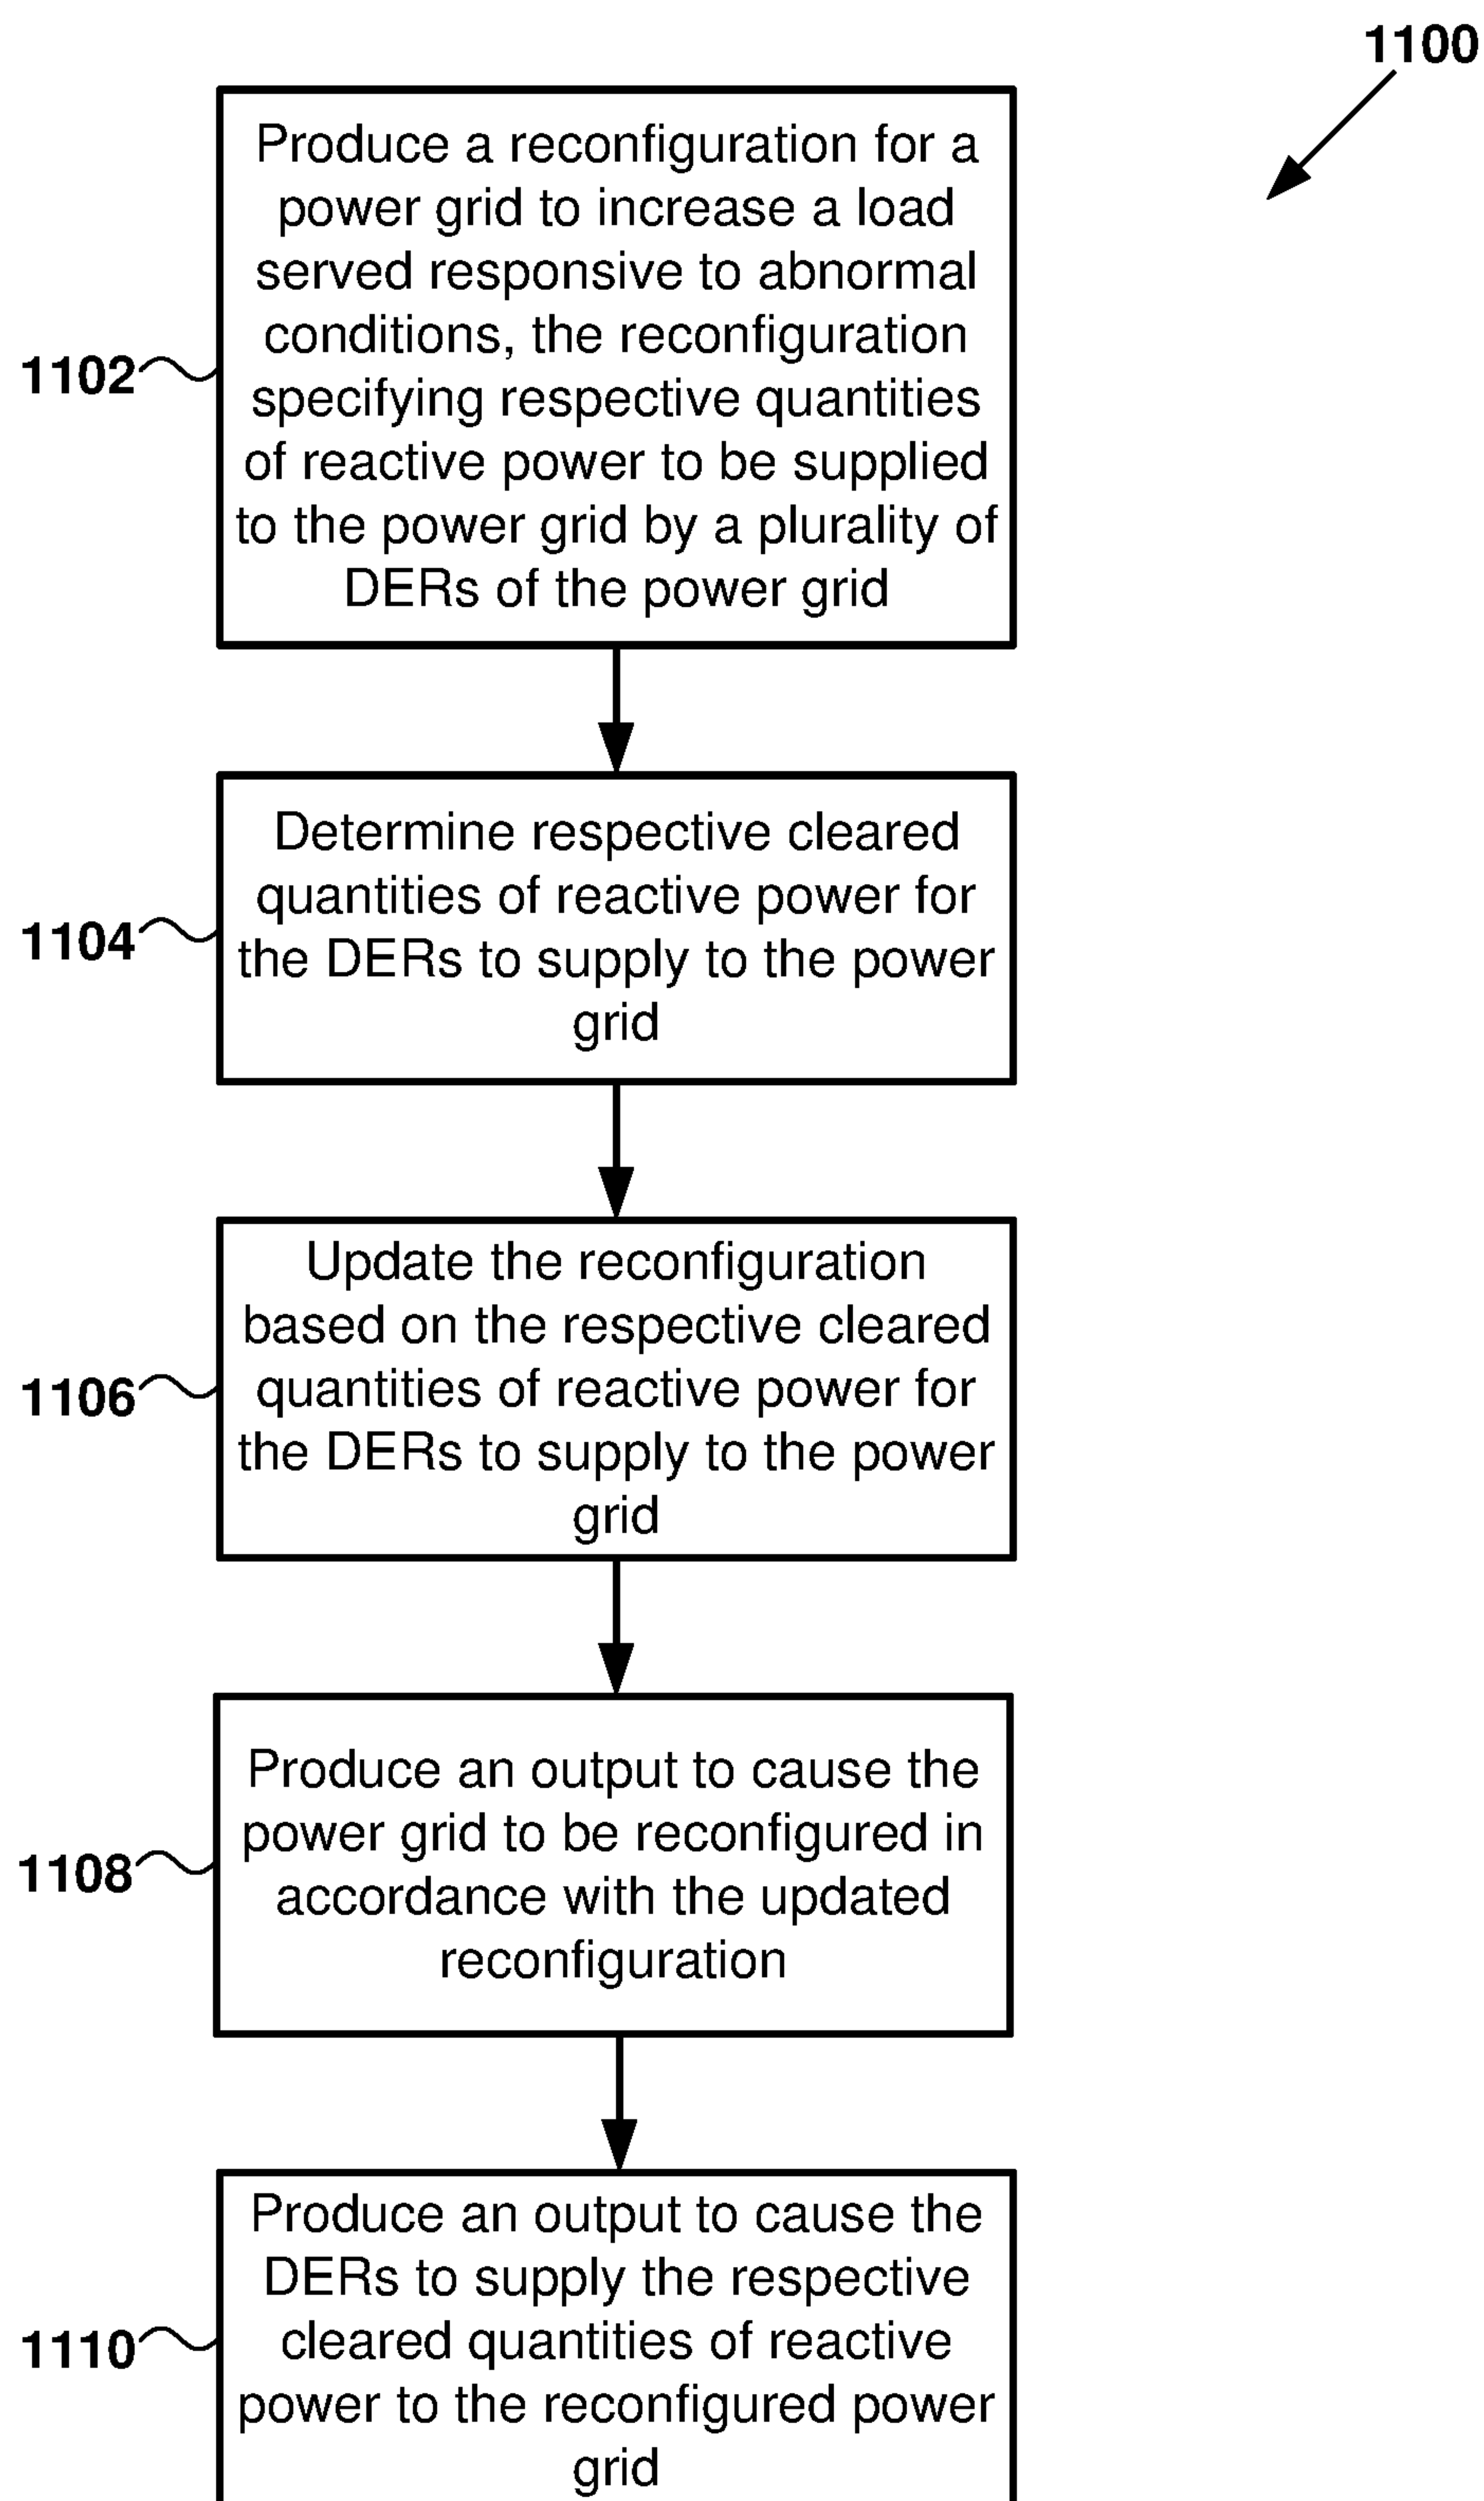 1100
Produce a reconfiguration for a
power grid to increase a load
served responsive to abnormal
conditions, the reconfiguration
specifying respective quantities
of reactive power to be supplied
to the power grid by a plurality of
DERs of the power grid
1102
Determine respective cleared
quantities of reactive power for
the DERs to supply to the power
grid
1104
Update the reconfiguration
based on the respective cleared
quantities of reactive power for
the DERs to supply to the power
grid
1106
Produce an output to cause the
power grid to be reconfigured in
accordance with the updated
reconfiguration
1108
Produce an output to cause the
DERs to supply the respective
cleared quantities of reactive
power to the reconfigured power
grid
1110